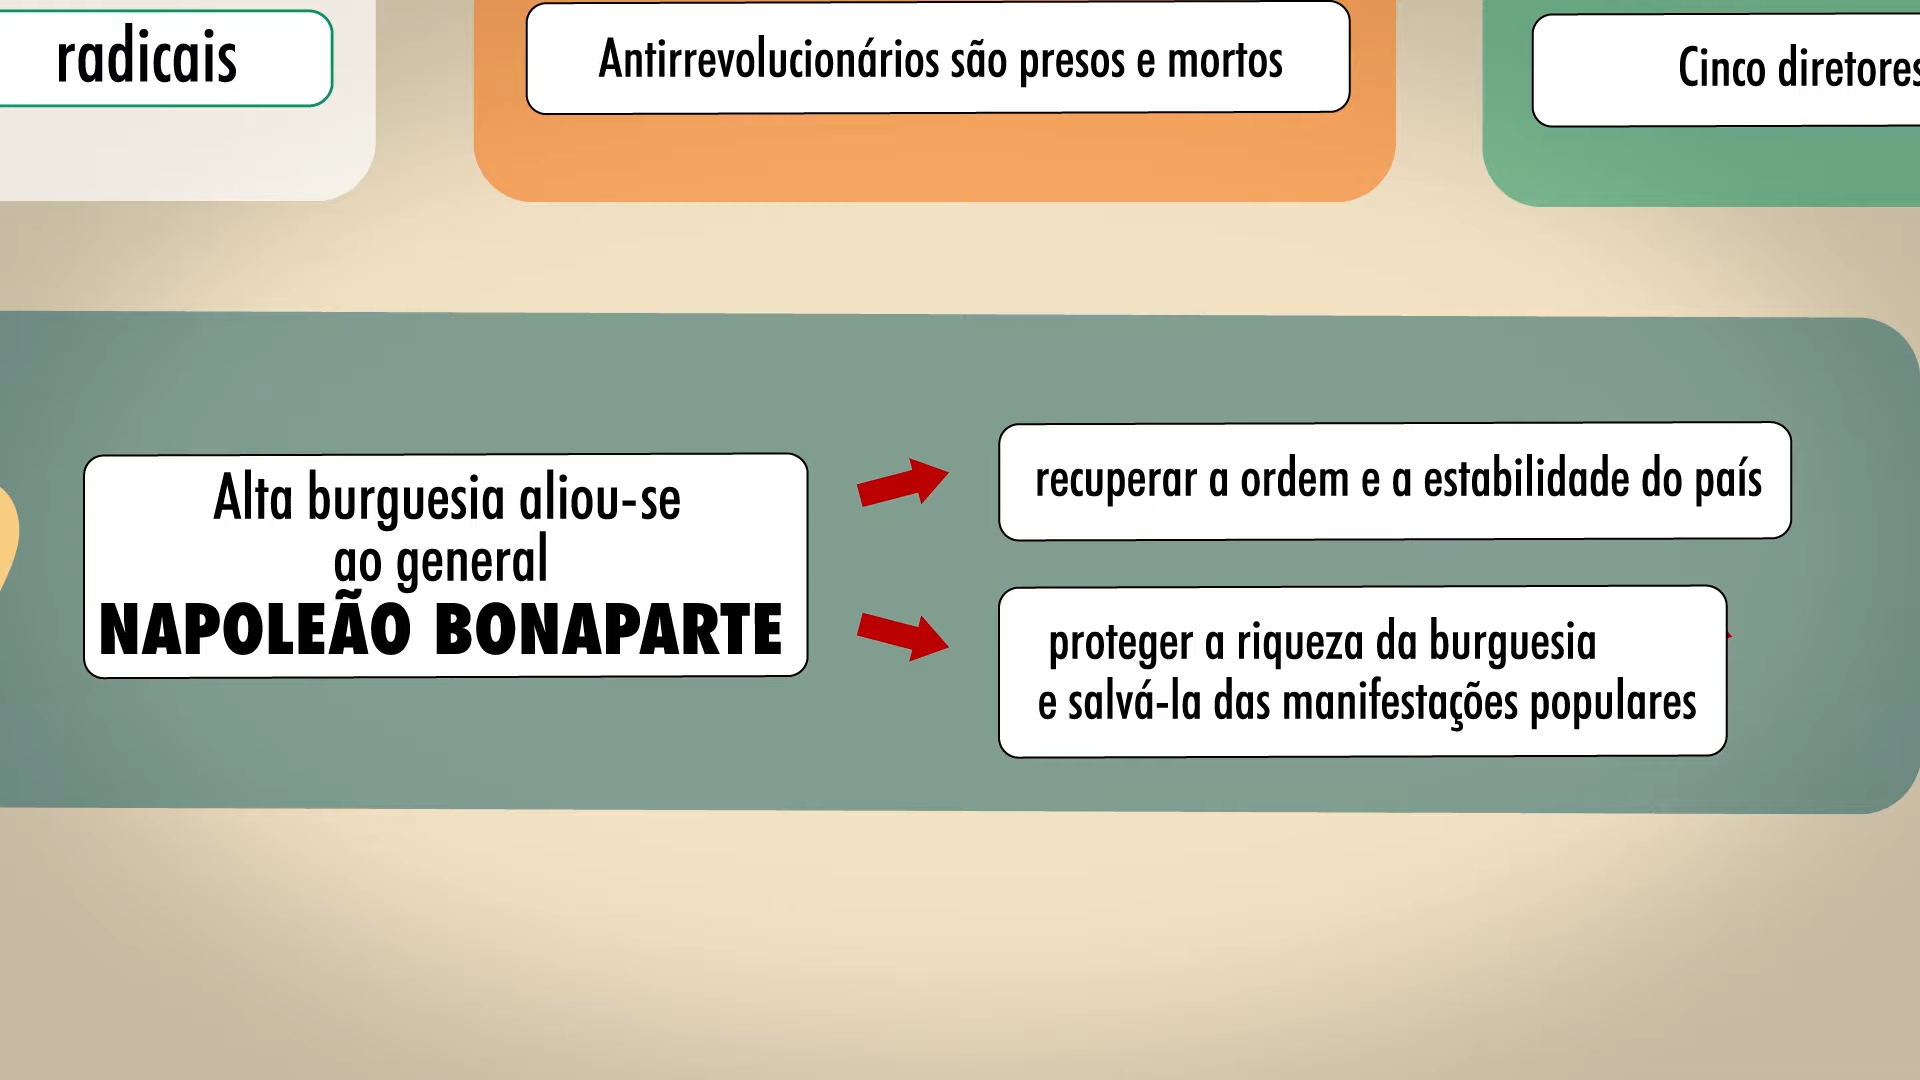 radicais
Antirrevolucionários são presos e mortos
Cinco diretores
Alta burguesia aliou-se
ao general
NAPOLEÃO BONAPARTE
recuperar a ordem e a estabilidade do país
proteger a riqueza da burguesia
e salvá-la das manifestações populares